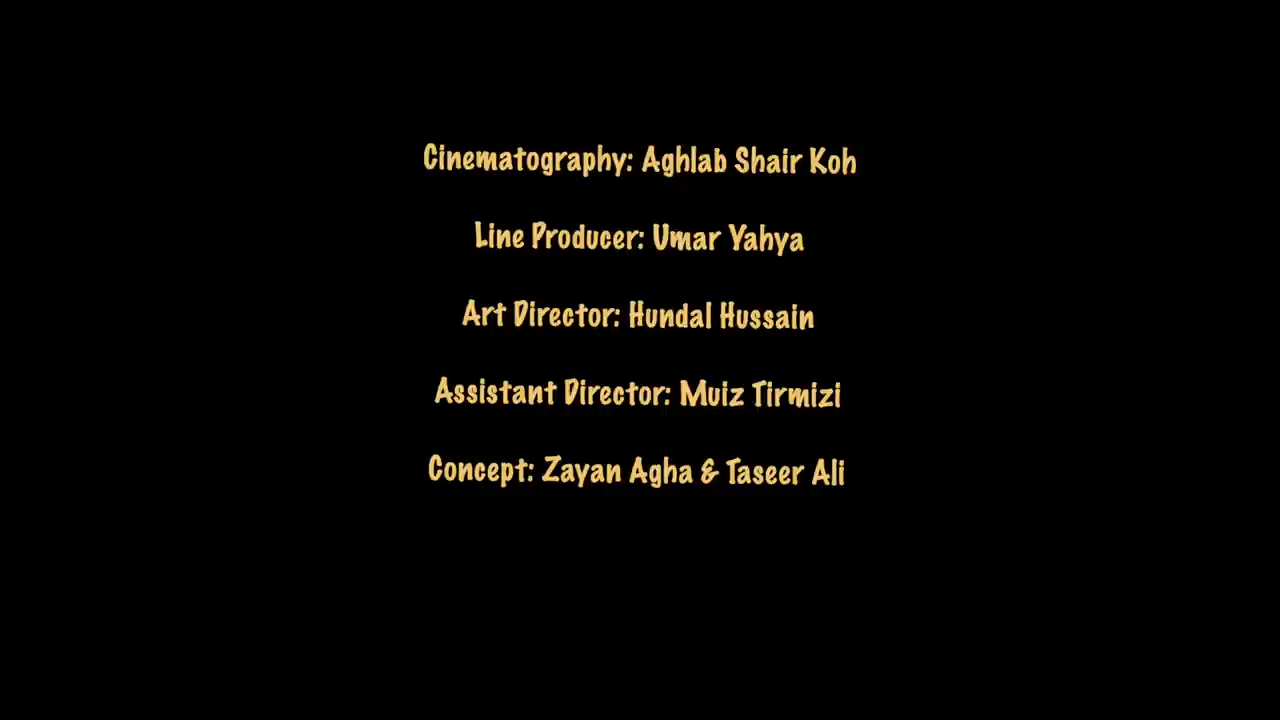 Cinematography: Aghlab Shair Koh
Line Producer: Umar Yahya
Art Director: Hundal Hussain
Assistant Director: Muiz Tirmizi
Concept: Zayan Agha & Taseer Ali